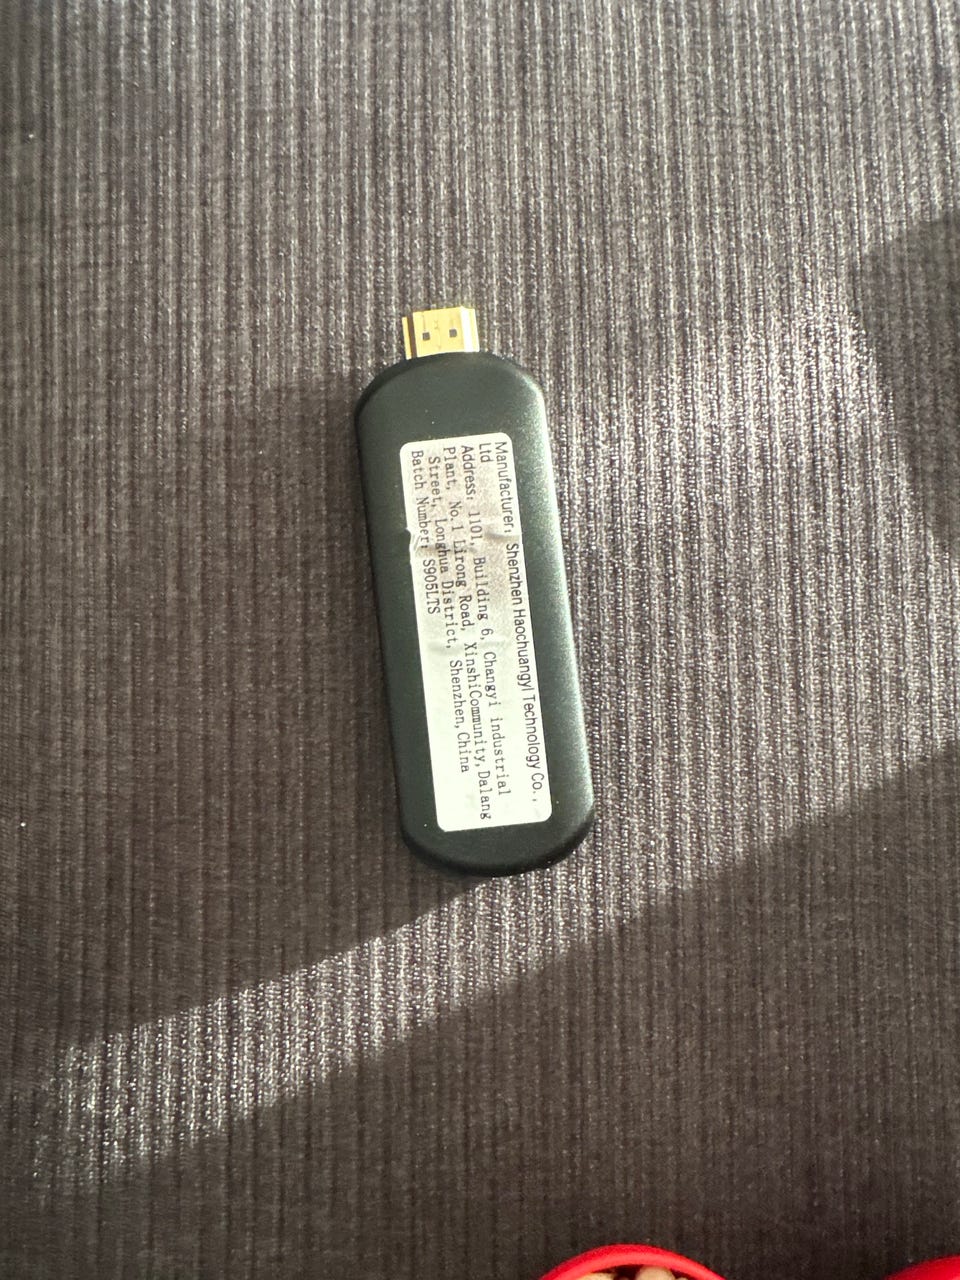 Manufacturer: Shenzhen Haochuangyi Technology Co.,
Ltd
Address: 1101, Building 6, Changyi industrial
Plant, No.1 Lirong Road, XinshiCommunity, Dalang
Street, Longhua District, Shenzhen, China
Batch Number: S905LTS